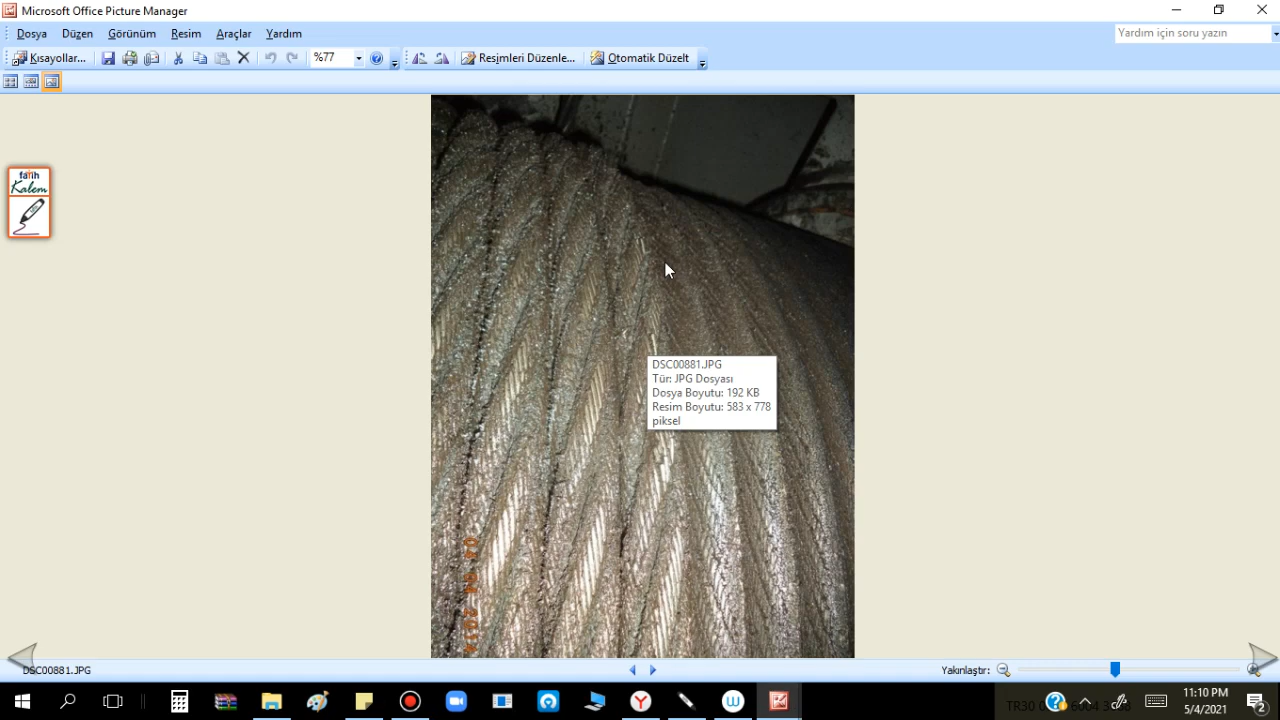 Microsoft Office Picture Manager
Dosya Düzen Görünüm Resim Araçlar Yardım
Yardım için soru yazın
Kısayollar... %77 Resimleri Düzenle... Otomatik Düzelt
fatih
Kalem
DSC00881.JPG
Tür: JPG Dosyası
Dosya Boyutu: 192 KB
Resim Boyutu: 583 x 778
piksel
DSC00881.JPG
Yakınlaştır:
11:10 PM
5/4/2021
2